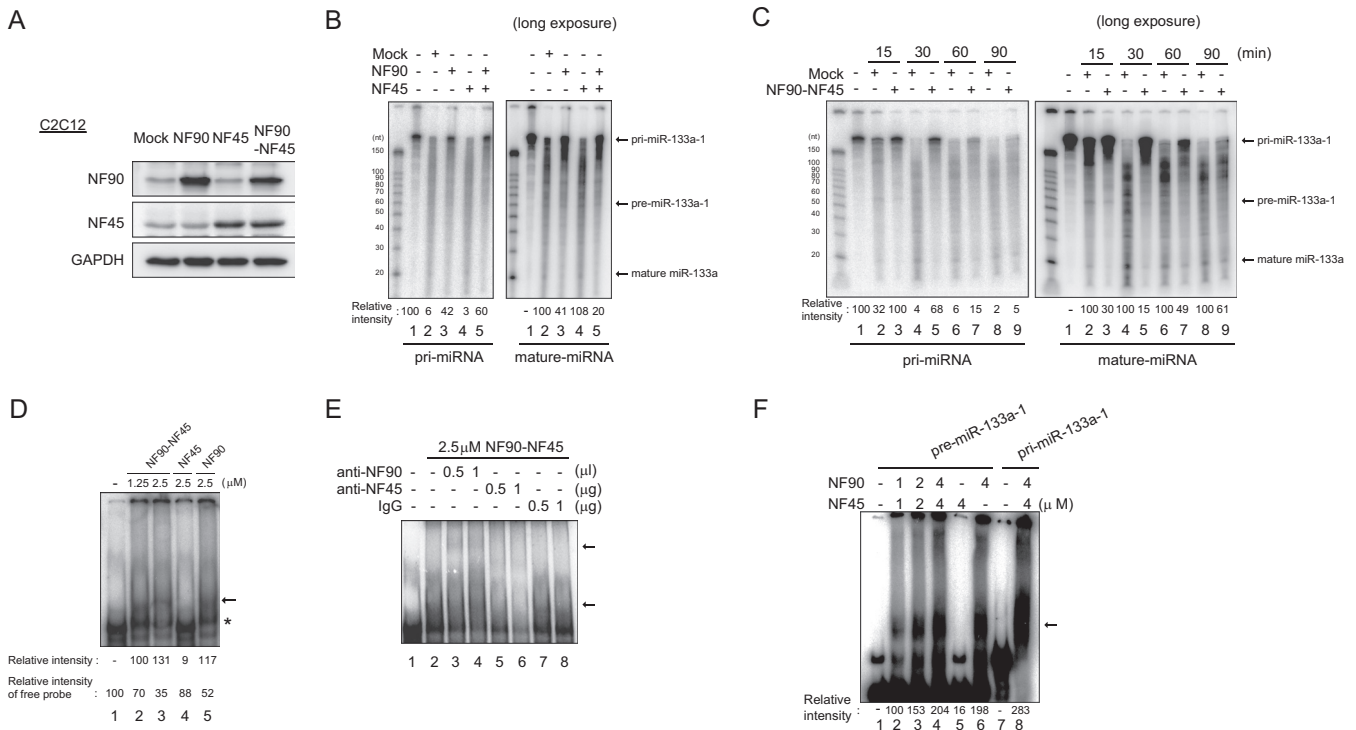 A
C2C12
Mock NF90 NF45 NF90
-NF45
NF90
NF45
GAPDH
B
(long exposure)
Mock - + - - - - + - - -
NF90 - - + - + - - + - +
NF45 - - - + + - - - + +
(nt)
150
100
90
80
70
60
50
40
30
20
pri-miR-133a-1
pre-miR-133a-1
mature miR-133a
Relative
intensity : 100 6 42 3 60 - 100 41 108 20
1 2 3 4 5 1 2 3 4 5
pri-miRNA mature-miRNA
C
(long exposure)
15 30 60 90 15 30 60 90 (min)
Mock - + - + - + - + - - + - + - + - + -
NF90-NF45 - - + - + - + - + - - + - + - + - +
(nt)
150
100
90
80
70
60
50
40
30
20
pri-miR-133a-1
pre-miR-133a-1
mature miR-133a
Relative
intensity : 100 32 100 4 68 6 15 2 5 - 100 30 100 15 100 49 100 61
1 2 3 4 5 6 7 8 9 1 2 3 4 5 6 7 8 9
pri-miRNA mature-miRNA
D
NF90-NF45 NF45 NF90
- 1.25 2.5 2.5 2.5 (μM)
*
Relative intensity : - 100 131 9 117
Relative intensity
of free probe : 100 70 35 88 52
1 2 3 4 5
E
2.5μM NF90-NF45
anti-NF90 - - 0.5 1 - - - - (μl)
anti-NF45 - - - - 0.5 1 - - (μg)
IgG - - - - - - 0.5 1 (μg)
1 2 3 4 5 6 7 8
F
pre-miR-133a-1 pri-miR-133a-1
NF90 - 1 2 4 - 4 - 4
NF45 - 1 2 4 4 - - 4 (μ M)
Relative
intensity : - 100 153 204 16 198 - 283
1 2 3 4 5 6 7 8